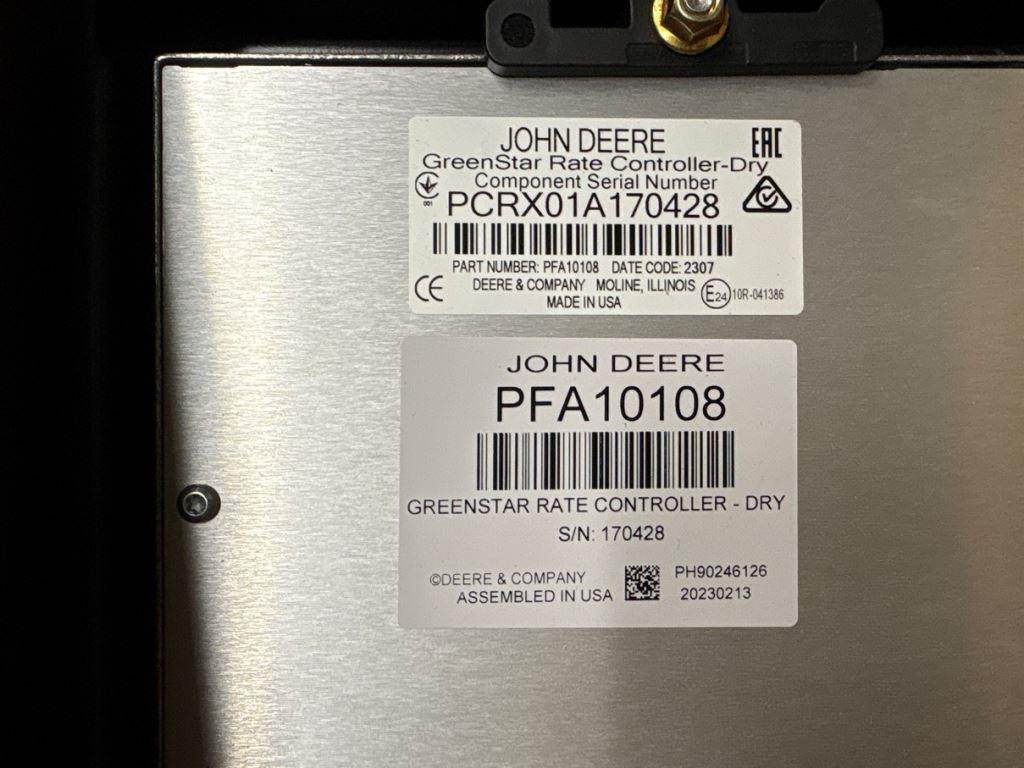 JOHN DEERE
EAC
GreenStar Rate Controller-Dry
Component Serial Number
001
PCRX01A170428
PART NUMBER: PFA10108 DATE CODE: 2307
DEERE & COMPANY MOLINE, ILLINOIS
CE
E24 10R-041386
MADE IN USA
JOHN DEERE
PFA10108
GREENSTAR RATE CONTROLLER - DRY
S/N: 170428
©DEERE & COMPANY
PH90246126
ASSEMBLED IN USA
20230213